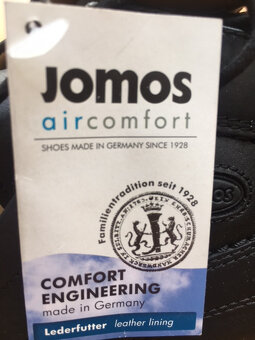 JOMOS
aircomfort
SHOES MADE IN GERMANY SINCE 1928
Familientradition seit 1928
COMFORT
ENGINEERING
made in Germany
Lederfutter leather lining